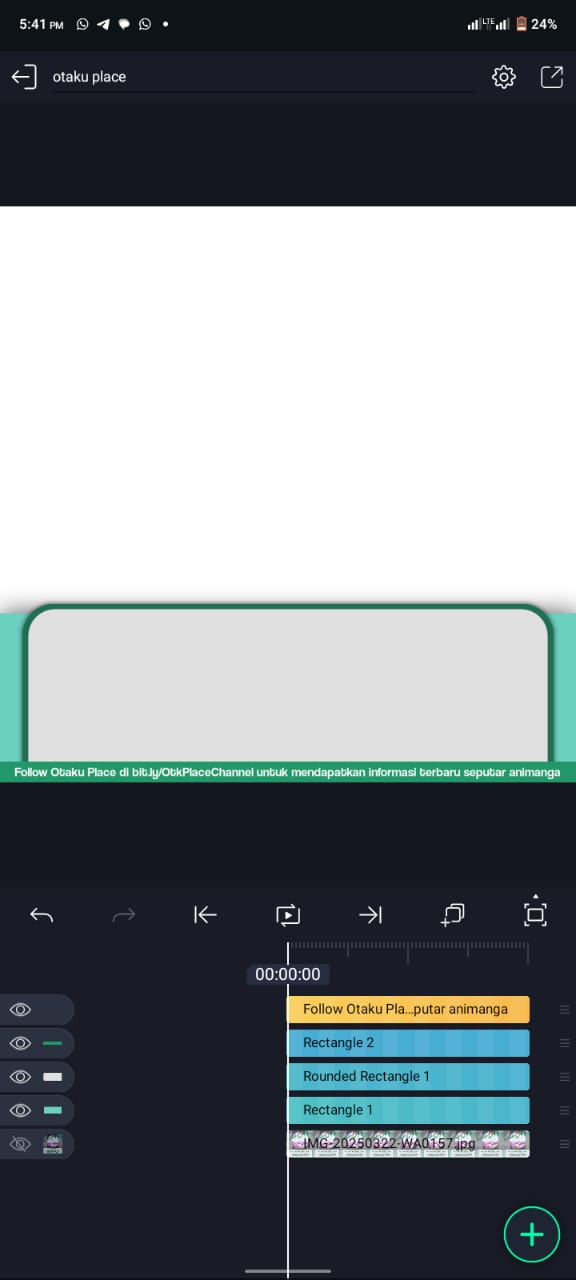 5:41 PM
LTE
24%
otaku place
Follow Otaku Place di bit.ly/OtkPlaceChannel untuk mendapatkan informasi terbaru seputar animanga
00:00:00
Follow Otaku Pla...putar animanga
Rectangle 2
Rounded Rectangle 1
Rectangle 1
IMG-20250322-WA0157.jpg